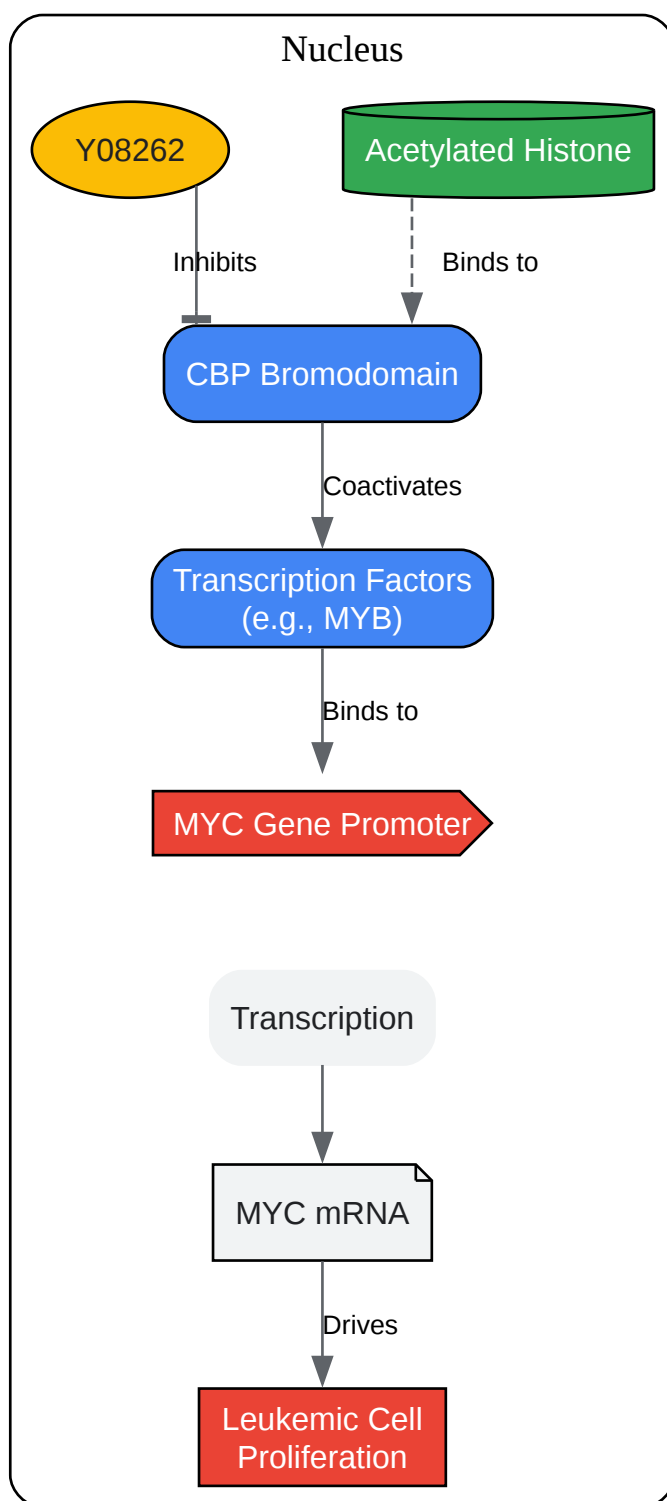 Nucleus
Y08262
Acetylated Histone
Inhibits
Binds to
CBP Bromodomain
Coactivates
Transcription Factors
(e.g., MYB)
Binds to
MYC Gene Promoter
Transcription
MYC mRNA
Drives
Leukemic Cell
Proliferation